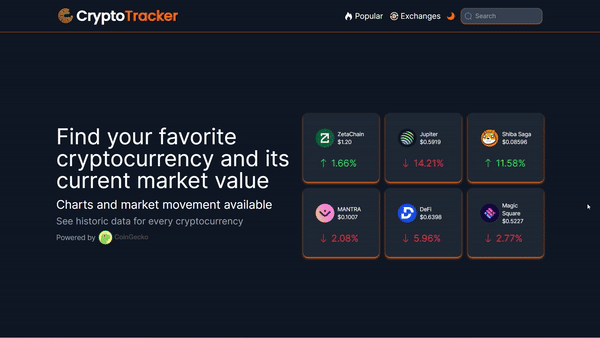 CryptoTracker
Popular
Exchanges
Search
Find your favorite
cryptocurrency and its
current market value
Charts and market movement available
See historic data for every cryptocurrency
Powered by CoinGecko
ZetaChain
$1.20
↑ 1.66%
Jupiter
$0.5919
↓ 14.21%
Shiba Saga
$0.08596
↑ 11.58%
MANTRA
$0.1007
↓ 2.08%
DeFi
$0.6398
↓ 5.96%
Magic
Square
$0.5227
↓ 2.77%